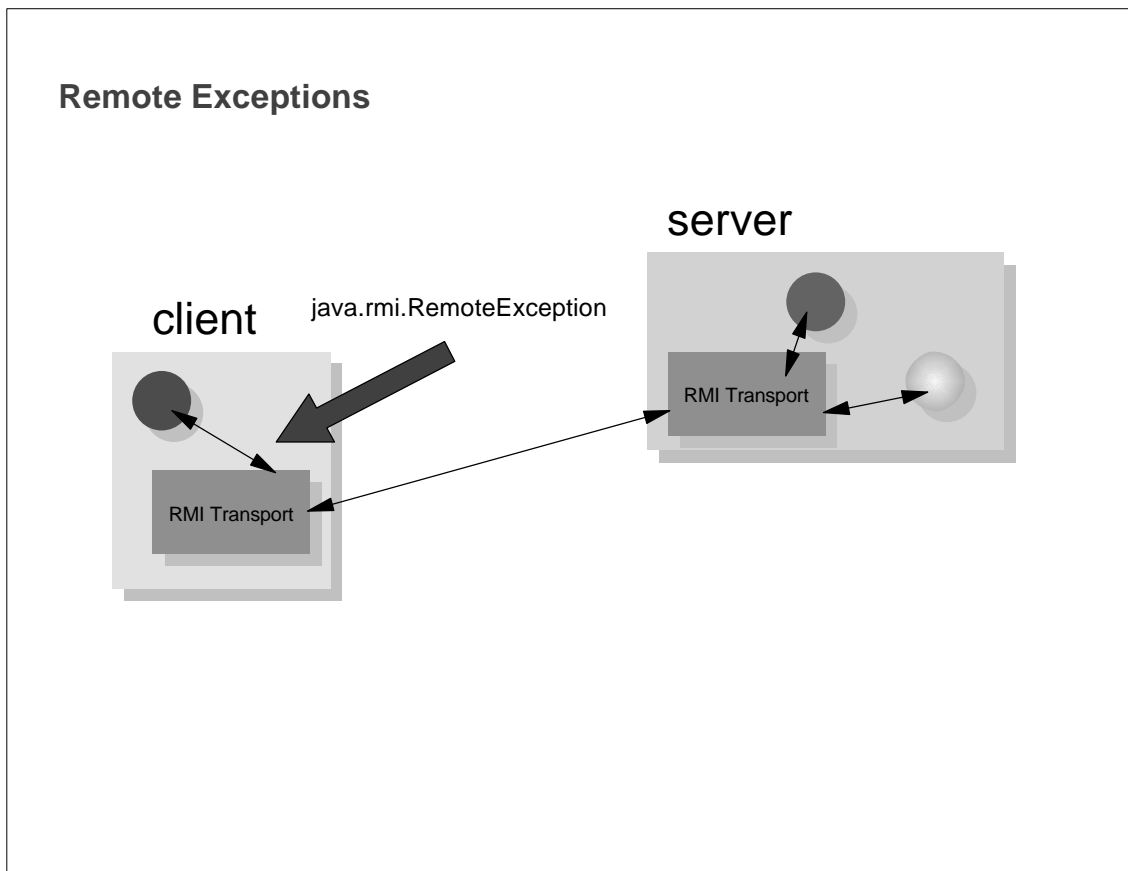 Remote Exceptions
server
client
java.rmi.RemoteException
RMI Transport
RMI Transport